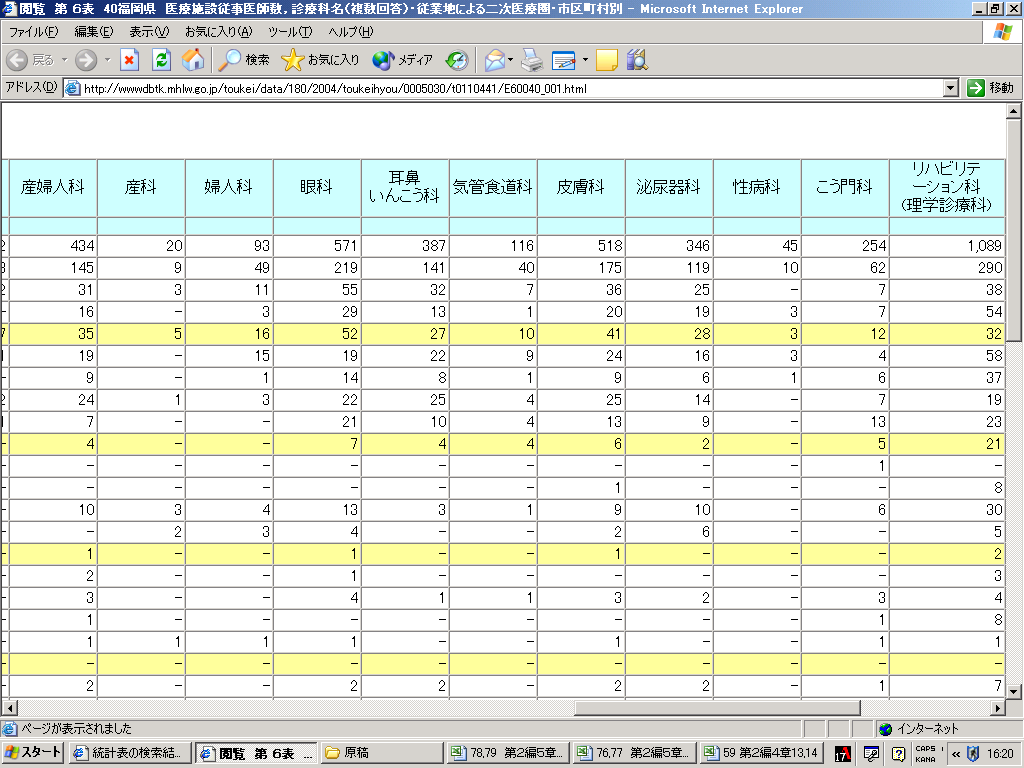 閲覧 第６表 40福岡県 医療施設従事医師数，診療科名(複数回答)・従業地による二次医療圏・市区町村別 - Microsoft Internet Explorer
ファイル(F) 編集(E) 表示(V) お気に入り(A) ツール(T) ヘルプ(H)
戻る 検索 お気に入り メディア
アドレス(D) http://wwwdbtk.mhlw.go.jp/toukei/data/180/2004/toukeihyou/0005030/t0110441/E60040_001.html 移動
産婦人科 産科 婦人科 眼科 耳鼻 気管食道科 皮膚科 泌尿器科 性病科 こう門科 リハビリテ
いんこう科 ーション科
(理学診療科)
2 434 20 93 571 387 116 518 346 45 254 1,089
3 145 9 49 219 141 40 175 119 10 62 290
2 31 3 11 55 32 7 36 25 - 7 38
- 16 - 3 29 13 1 20 19 3 7 54
7 35 5 16 52 27 10 41 28 3 12 32
1 19 - 15 19 22 9 24 16 3 4 58
- 9 - 1 14 8 1 9 6 1 6 37
2 24 1 3 22 25 4 25 14 - 7 19
1 7 - - 21 10 4 13 9 - 13 23
- 4 - - 7 4 4 6 2 - 5 21
- - - - - - - - - - 1 -
- - - - - - - 1 - - - 8
- 10 3 4 13 3 1 9 10 - 6 30
- - 2 3 4 - - 2 6 - - 5
- 1 - - 1 - - 1 - - - 2
- 2 - - 1 - - - - - - 3
- 3 - - 4 1 1 3 2 - 3 4
- 1 - - - - - - - - 1 8
- 1 1 1 1 - - 1 - - 1 1
- - - - - - - - - - - -
- 2 - - 2 2 - 2 2 - 1 7
ページが表示されました インターネット
スタート 統計表の検索結... 閲覧 第６表 ... 原稿 78,79 第2編5章... 76,77 第2編5章... 59 第2編4章13,14 17 CAPS KANA « 16:20